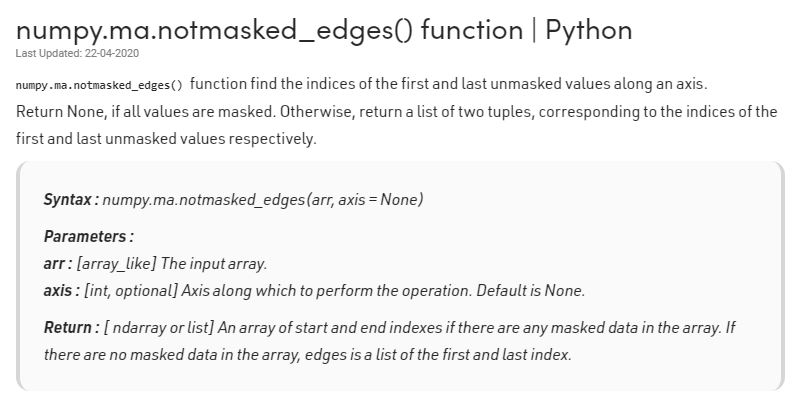 numpy.ma.notmasked_edges() function | Python
Last Updated: 22-04-2020
numpy.ma.notmasked_edges() function find the indices of the first and last unmasked values along an axis.
Return None, if all values are masked. Otherwise, return a list of two tuples, corresponding to the indices of the
first and last unmasked values respectively.
Syntax : numpy.ma.notmasked_edges(arr, axis = None)
Parameters :
arr : [array_like] The input array.
axis : [int, optional] Axis along which to perform the operation. Default is None.
Return : [ ndarray or list] An array of start and end indexes if there are any masked data in the array. If
there are no masked data in the array, edges is a list of the first and last index.